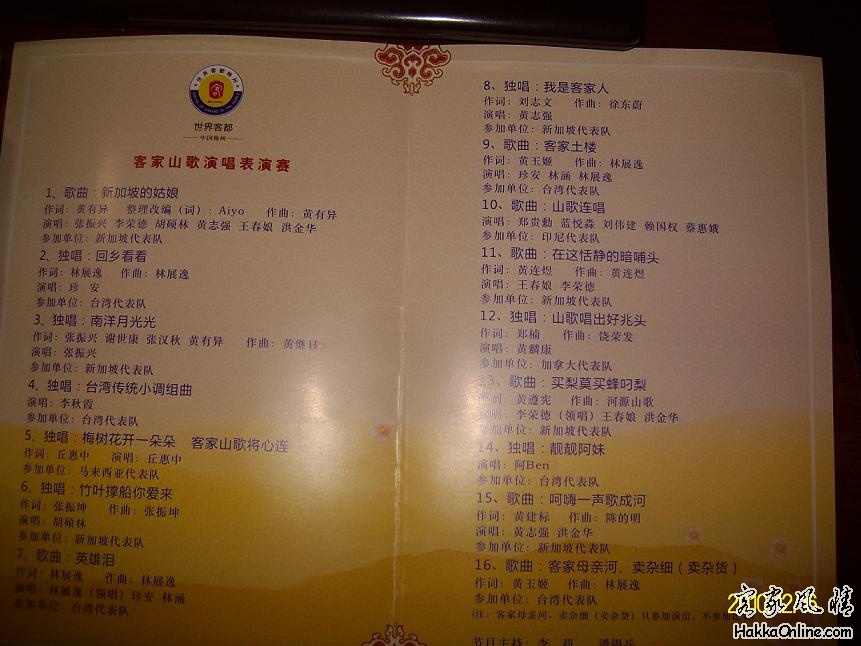 世界客都
中国梅州
客家山歌演唱表演赛
1、歌曲：新加坡的姑娘
作词：黄有异 整理改编（词）：Aiyo 作曲：黄有异
演唱：张振兴 李荣德 胡硕林 黄志强 王春娘 洪金华
参加单位：新加坡代表队
2、独唱：回乡看看
作词：林展逸 作曲：林展逸
演唱：珍 安
参加单位：台湾代表队
3、独唱：南洋月光光
作词：张振兴 谢世康 张汉秋 黄有异 作曲：黄继日
演唱：张振兴
参加单位：新加坡代表队
4、独唱：台湾传统小调组曲
演唱：李秋霞
参加单位：台湾代表队
5、独唱：梅树花开一朵朵 客家山歌将心连
作词：丘惠中 演唱：丘惠中
参加单位：马来西亚代表队
6、独唱：竹叶撑船你爱来
作词：张振坤 作曲：张振坤
演唱：胡硕林
参加单位：新加坡代表队
7、歌曲：英雄泪
作词：林展逸 作曲：林展逸
演唱：林展逸（领唱）珍安 林涵
参加单位：台湾代表队
8、独唱：我是客家人
作词：刘志文 作曲：徐东蔚
演唱：黄志强
参加单位：新加坡代表队
9、歌曲：客家土楼
作词：黄玉姬 作曲：林展逸
演唱：珍安 林涵 林展逸
参加单位：台湾代表队
10、歌曲：山歌连唱
演唱：郑贵勳 蓝悦淼 刘伟建 赖国权 蔡惠娥
参加单位：印尼代表队
11、歌曲：在这恬静的暗哺头
作词：黄连煜 作曲：黄连煜
演唱：王春娘 李荣德
参加单位：新加坡代表队
12、独唱：山歌唱出好兆头
作词：郑楠 作曲：饶荣发
演唱：黄麟康
参加单位：加拿大代表队
13、歌曲：买梨莫买蜂叼梨
作词：黄遵宪 作曲：河源山歌
演唱：李荣德（领唱）王春娘 洪金华
参加单位：新加坡代表队
14、独唱：靓靓阿妹
演唱：阿Ben
参加单位：台湾代表队
15、歌曲：呵嗨一声歌成河
作词：黄建标 作曲：陈的明
演唱：黄志强 洪金华
参加单位：新加坡代表队
16、歌曲：客家母亲河、卖杂细（卖杂货）
作词：黄玉姬 作曲：林展逸
参加单位：台湾代表队
(注：客家母亲河，卖杂细（卖杂货）只参加演出，不参加
节目主持：李 莉
客家风情
HakkaOnline.com